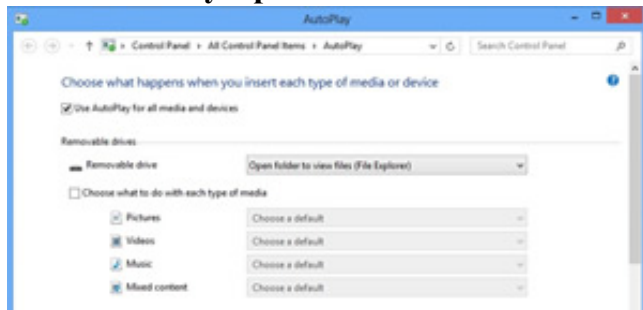 AutoPlay
Control Panel ▸ All Control Panel Items ▸ AutoPlay
Search Control Panel
Choose what happens when you insert each type of media or device
Use AutoPlay for all media and devices
Removable drives
Removable drive
Open folder to view files (File Explorer)
Choose what to do with each type of media
Pictures
Choose a default
Videos
Choose a default
Music
Choose a default
Mixed content
Choose a default